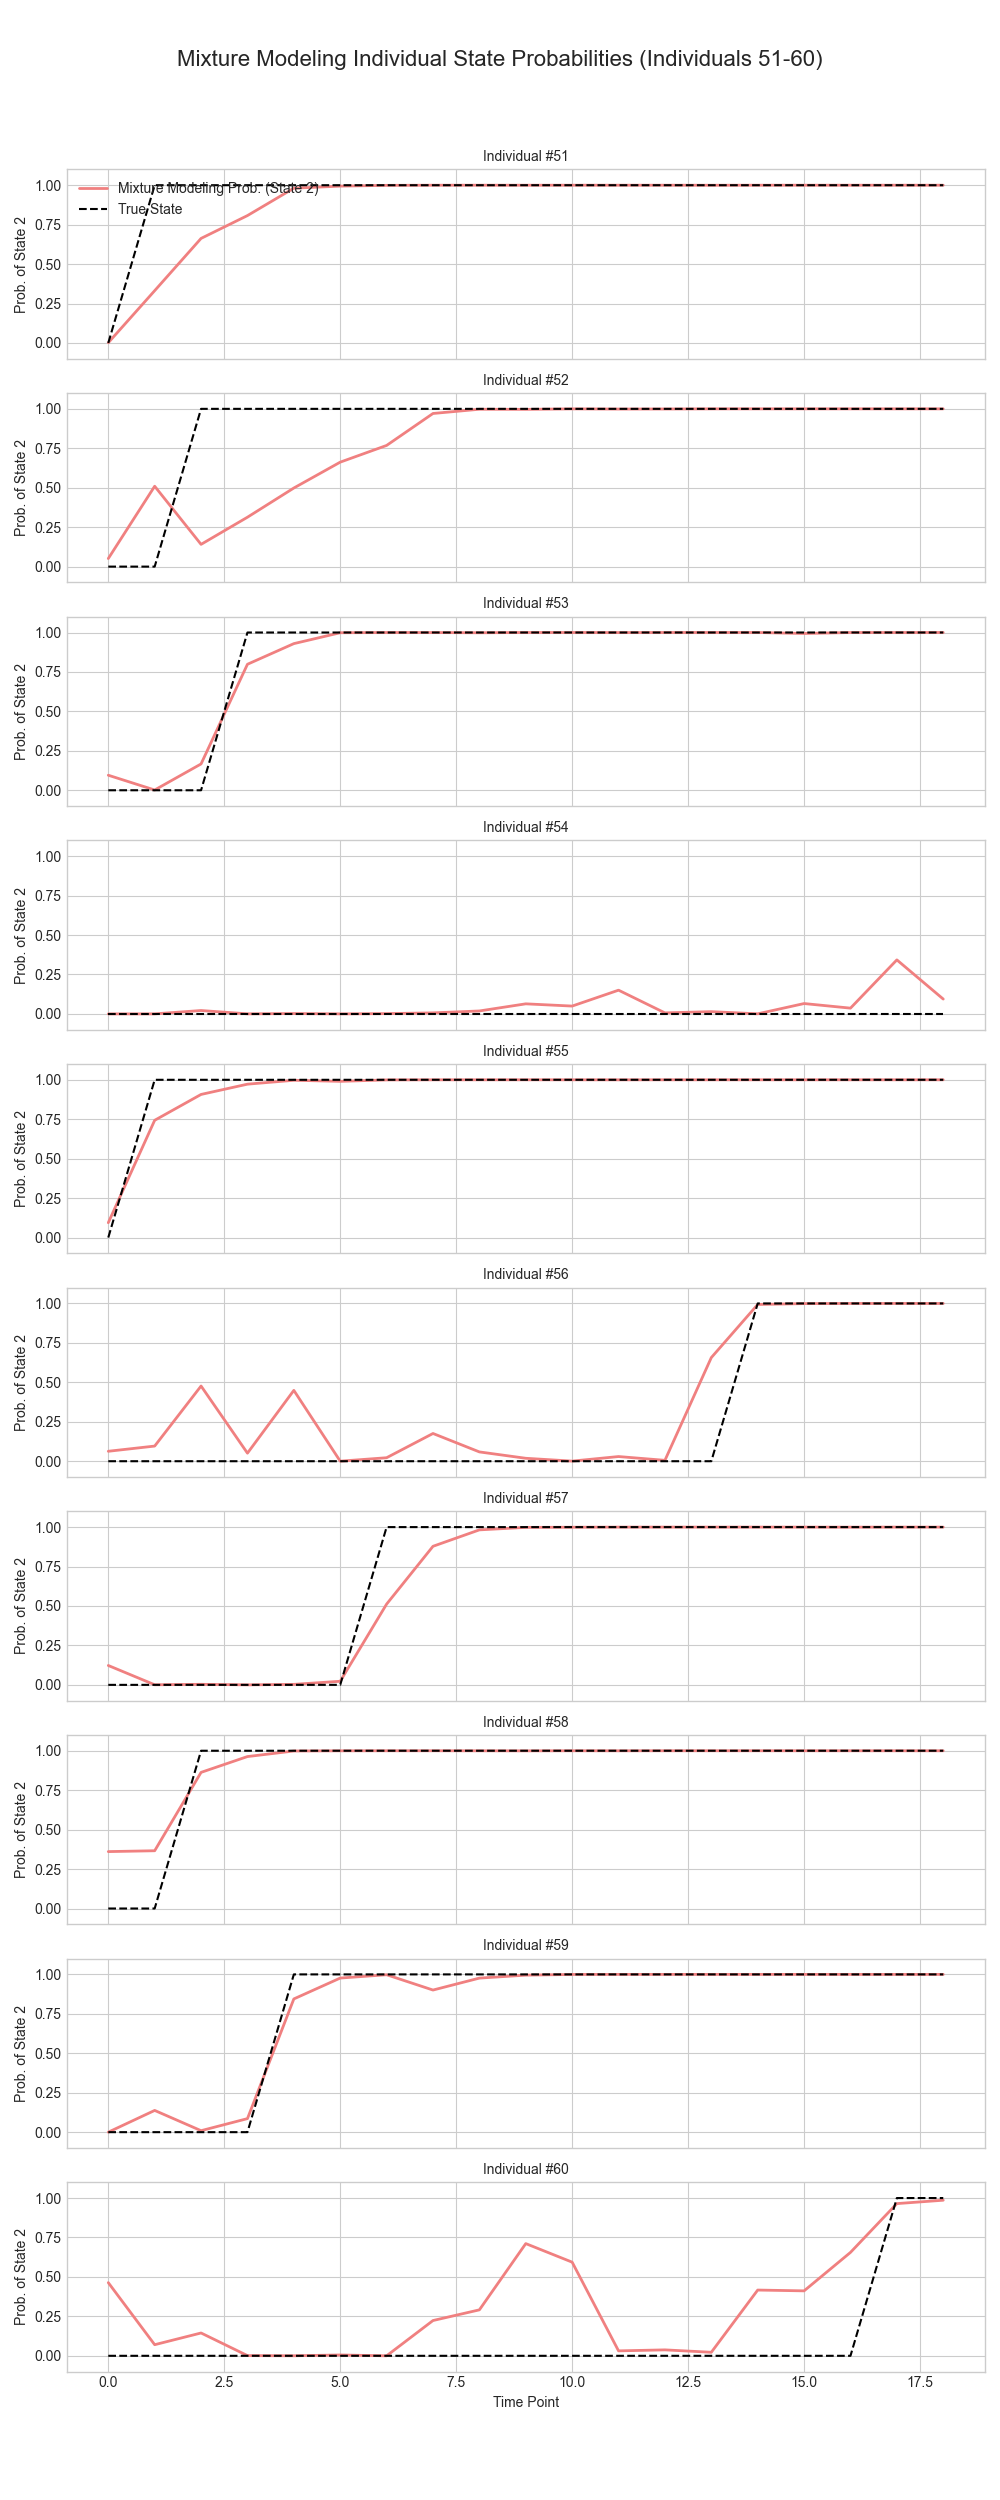 Mixture Modeling Individual State Probabilities (Individuals 51-60)
Individual #51
Mixture Modeling Prob. (State 2)
True State
1.00
0.75
0.50
0.25
0.00
Prob. of State 2
Individual #52
1.00
0.75
0.50
0.25
0.00
Prob. of State 2
Individual #53
1.00
0.75
0.50
0.25
0.00
Prob. of State 2
Individual #54
1.00
0.75
0.50
0.25
0.00
Prob. of State 2
Individual #55
1.00
0.75
0.50
0.25
0.00
Prob. of State 2
Individual #56
1.00
0.75
0.50
0.25
0.00
Prob. of State 2
Individual #57
1.00
0.75
0.50
0.25
0.00
Prob. of State 2
Individual #58
1.00
0.75
0.50
0.25
0.00
Prob. of State 2
Individual #59
1.00
0.75
0.50
0.25
0.00
Prob. of State 2
Individual #60
1.00
0.75
0.50
0.25
0.00
Prob. of State 2
0.0 2.5 5.0 7.5 10.0 12.5 15.0 17.5
Time Point